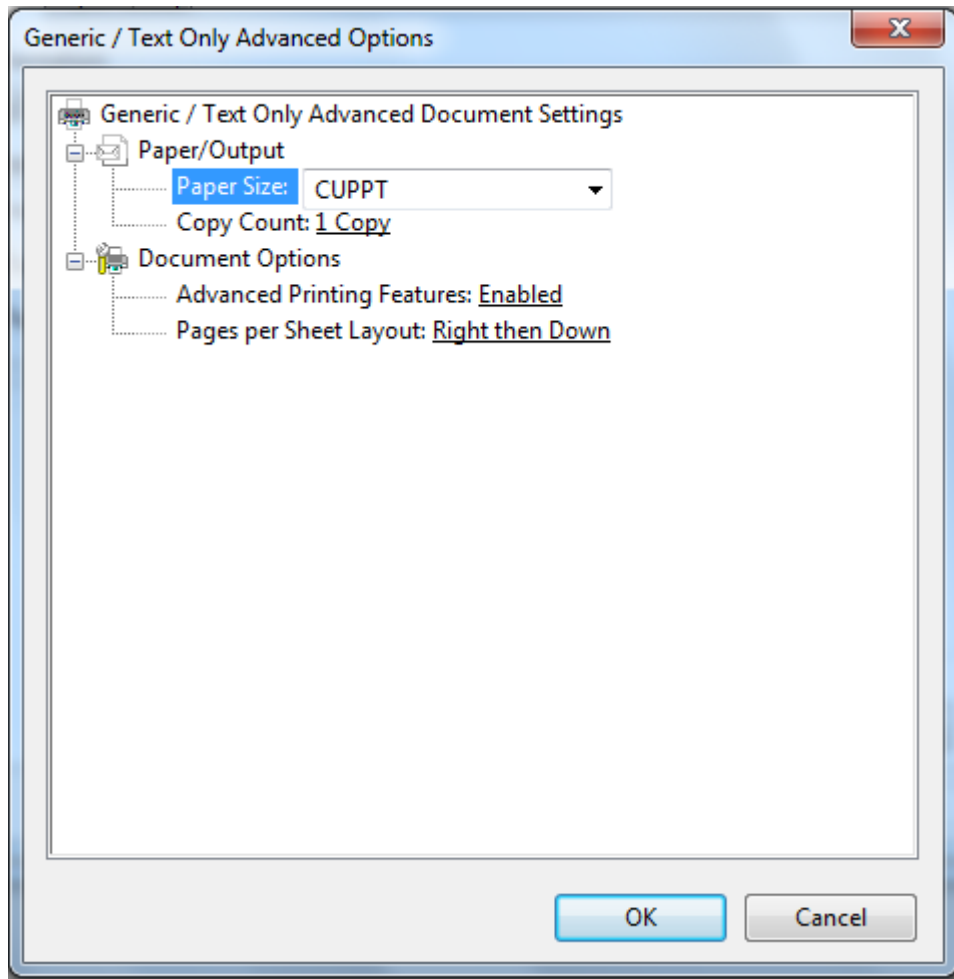 Generic / Text Only Advanced Options
Generic / Text Only Advanced Document Settings
Paper/Output
Paper Size: CUPPT
Copy Count: 1 Copy
Document Options
Advanced Printing Features: Enabled
Pages per Sheet Layout: Right then Down
OK Cancel